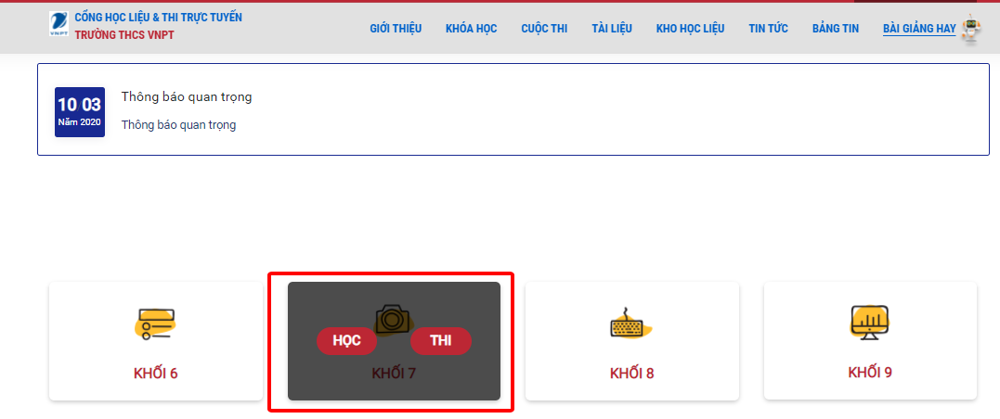 CỔNG HỌC LIỆU & THI TRỰC TUYẾN
TRƯỜNG THCS VNPT
VNPT
GIỚI THIỆU KHÓA HỌC CUỘC THI TÀI LIỆU KHO HỌC LIỆU TIN TỨC BẢNG TIN BÀI GIẢNG HAY
10 03
Năm 2020
Thông báo quan trọng
Thông báo quan trọng
HỌC THI
KHỐI 6 KHỐI 7 KHỐI 8 KHỐI 9